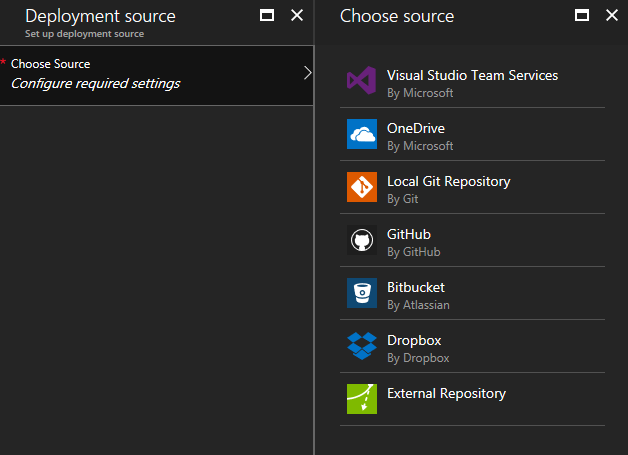 Deployment source
Set up deployment source
* Choose Source
Configure required settings
Choose source
Visual Studio Team Services
By Microsoft
OneDrive
By Microsoft
Local Git Repository
By Git
GitHub
By GitHub
Bitbucket
By Atlassian
Dropbox
By Dropbox
External Repository